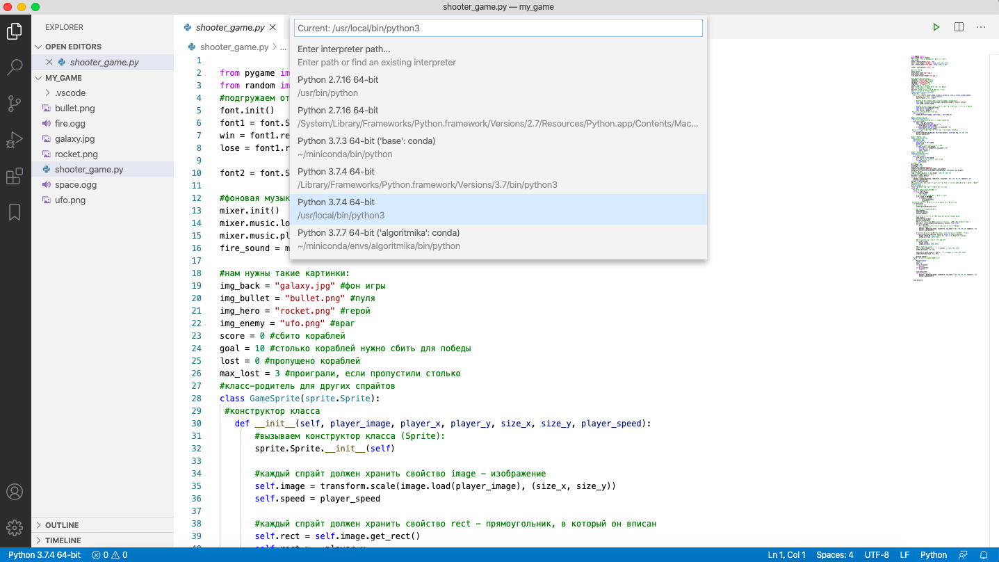 shooter_game.py — my_game
EXPLORER
OPEN EDITORS
shooter_game.py
MY_GAME
.vscode
bullet.png
fire.ogg
galaxy.jpg
rocket.png
shooter_game.py
space.ogg
ufo.png
OUTLINE
TIMELINE
shooter_game.py
shooter_game.py > ...
Current: /usr/local/bin/python3
Enter interpreter path...
Enter path or find an existing interpreter
Python 2.7.16 64-bit
/usr/bin/python
Python 2.7.16 64-bit
/System/Library/Frameworks/Python.framework/Versions/2.7/Resources/Python.app/Contents/Mac...
Python 3.7.3 64-bit ('base': conda)
~/miniconda/bin/python
Python 3.7.4 64-bit
/Library/Frameworks/Python.framework/Versions/3.7/bin/python3
Python 3.7.4 64-bit
/usr/local/bin/python3
Python 3.7.7 64-bit ('algoritmika': conda)
~/miniconda/envs/algoritmika/bin/python
1
2 from pygame im
3 from random im
4 #подгружаем от
5 font.init()
6 font1 = font.S
7 win = font1.re
8 lose = font1.r
9
10 font2 = font.S
11
12 #фоновая музык
13 mixer.init()
14 mixer.music.lo
15 mixer.music.pl
16 fire_sound = m
17
18 #нам нужны такие картинки:
19 img_back = "galaxy.jpg" #фон игры
20 img_bullet = "bullet.png" #пуля
21 img_hero = "rocket.png" #герой
22 img_enemy = "ufo.png" #враг
23 score = 0 #сбито кораблей
24 goal = 10 #столько кораблей нужно сбить для победы
25 lost = 0 #пропущено кораблей
26 max_lost = 3 #проиграли, если пропустили столько
27 #класс-родитель для других спрайтов
28 class GameSprite(sprite.Sprite):
29 #конструктор класса
30 def __init__(self, player_image, player_x, player_y, size_x, size_y, player_speed):
31 #вызываем конструктор класса (Sprite):
32 sprite.Sprite.__init__(self)
33
34 #каждый спрайт должен хранить свойство image - изображение
35 self.image = transform.scale(image.load(player_image), (size_x, size_y))
36 self.speed = player_speed
37
38 #каждый спрайт должен хранить свойство rect - прямоугольник, в который он вписан
39 self.rect = self.image.get_rect()
Python 3.7.4 64-bit 0 0 Ln 1, Col 1 Spaces: 4 UTF-8 LF Python